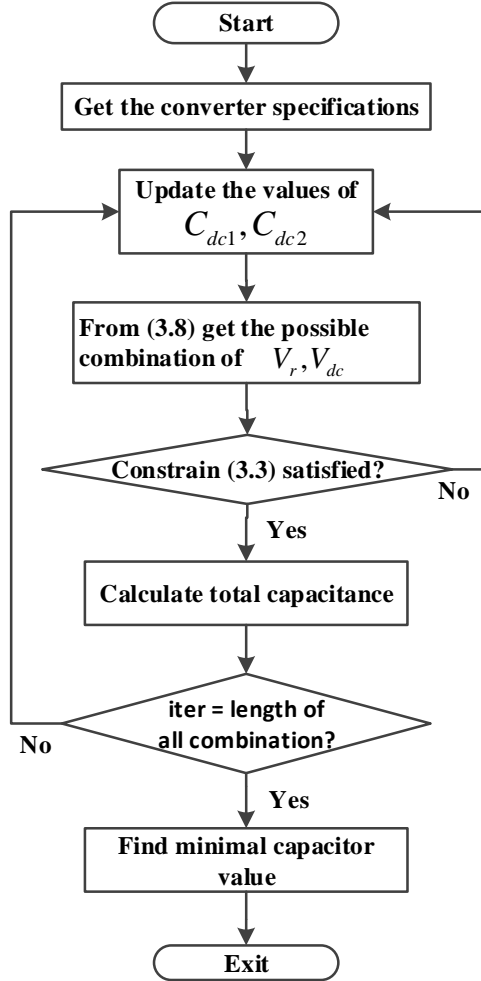 Start
Get the converter specifications
Update the values of
C_{dc1}, C_{dc2}
From (3.8) get the possible
combination of V_r, V_{dc}
Constrain (3.3) satisfied?
No
Yes
Calculate total capacitance
iter = length of
all combination?
No
Yes
Find minimal capacitor
value
Exit